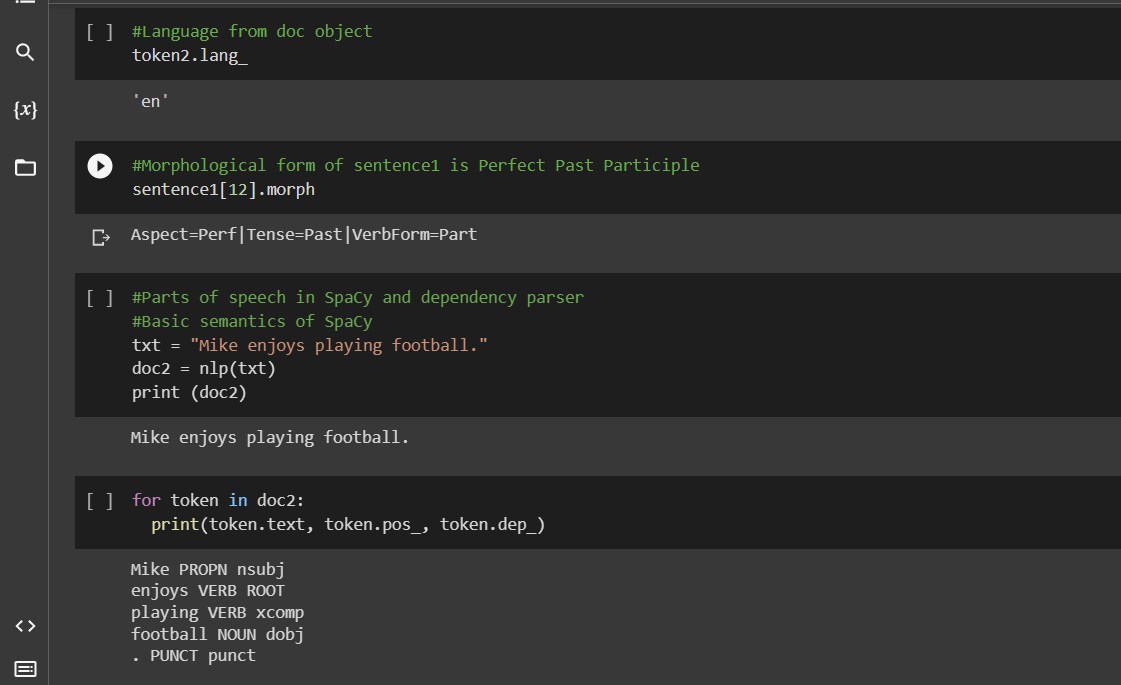 [ ] #Language from doc object
token2.lang_
'en'
{x}
#Morphological form of sentence1 is Perfect Past Participle
sentence1[12].morph
Aspect=Perf|Tense=Past|VerbForm=Part
[ ] #Parts of speech in SpaCy and dependency parser
#Basic semantics of SpaCy
txt = "Mike enjoys playing football."
doc2 = nlp(txt)
print (doc2)
Mike enjoys playing football.
[ ] for token in doc2:
print(token.text, token.pos_, token.dep_)
Mike PROPN nsubj
enjoys VERB ROOT
playing VERB xcomp
football NOUN dobj
. PUNCT punct